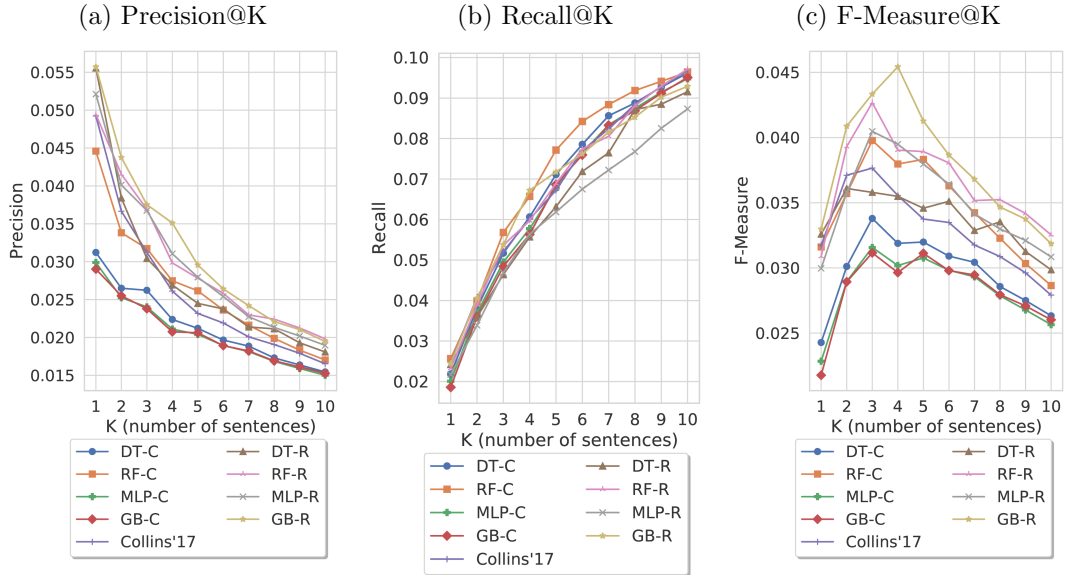 (a) Precision@K
0.055
0.050
0.045
0.040
0.035
0.030
0.025
0.020
0.015
Precision
1 2 3 4 5 6 7 8 9 10
K (number of sentences)
DT-C DT-R
RF-C RF-R
MLP-C MLP-R
GB-C GB-R
Collins'17
(b) Recall@K
0.10
0.09
0.08
0.07
0.06
0.05
0.04
0.03
0.02
Recall
1 2 3 4 5 6 7 8 9 10
K (number of sentences)
DT-C DT-R
RF-C RF-R
MLP-C MLP-R
GB-C GB-R
Collins'17
(c) F-Measure@K
0.045
0.040
0.035
0.030
0.025
F-Measure
1 2 3 4 5 6 7 8 9 10
K (number of sentences)
DT-C DT-R
RF-C RF-R
MLP-C MLP-R
GB-C GB-R
Collins'17